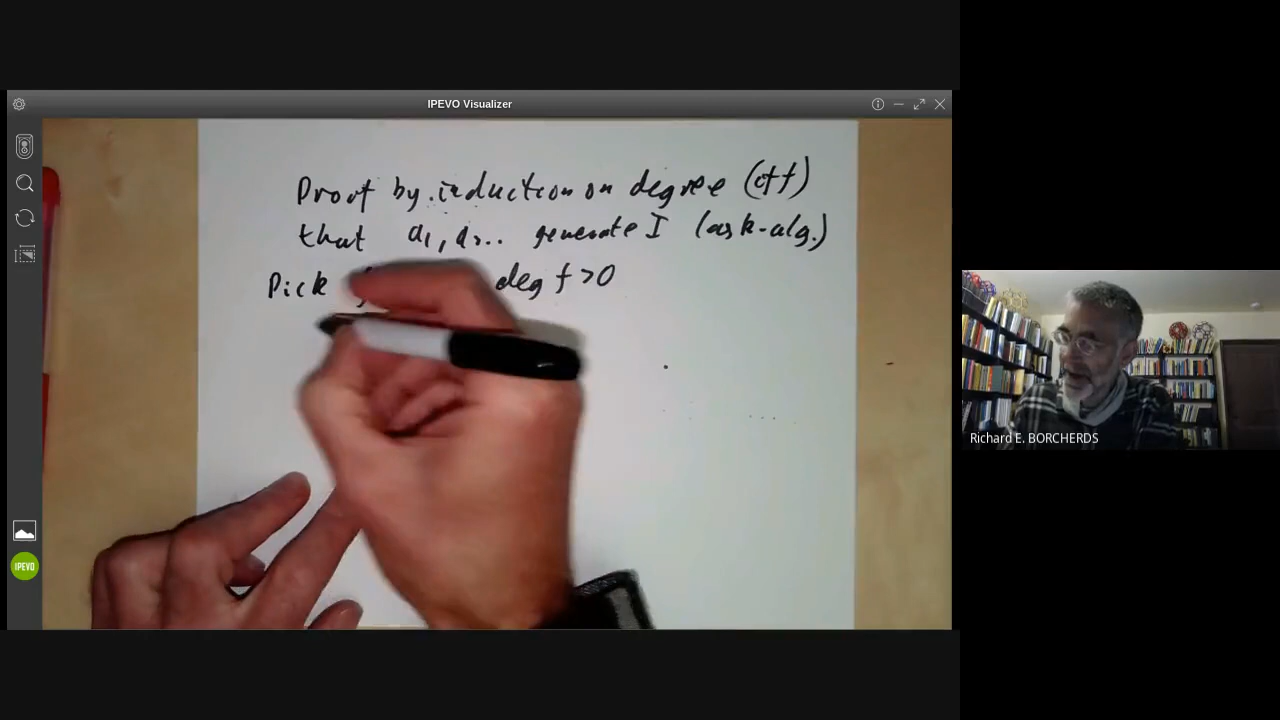 IPEVO Visualizer
Proof by induction on degree (of f)
that a₁, a₂.. generate I (as k-alg.)
Pick deg f > 0
Richard E. BORCHERDS
IPEVO